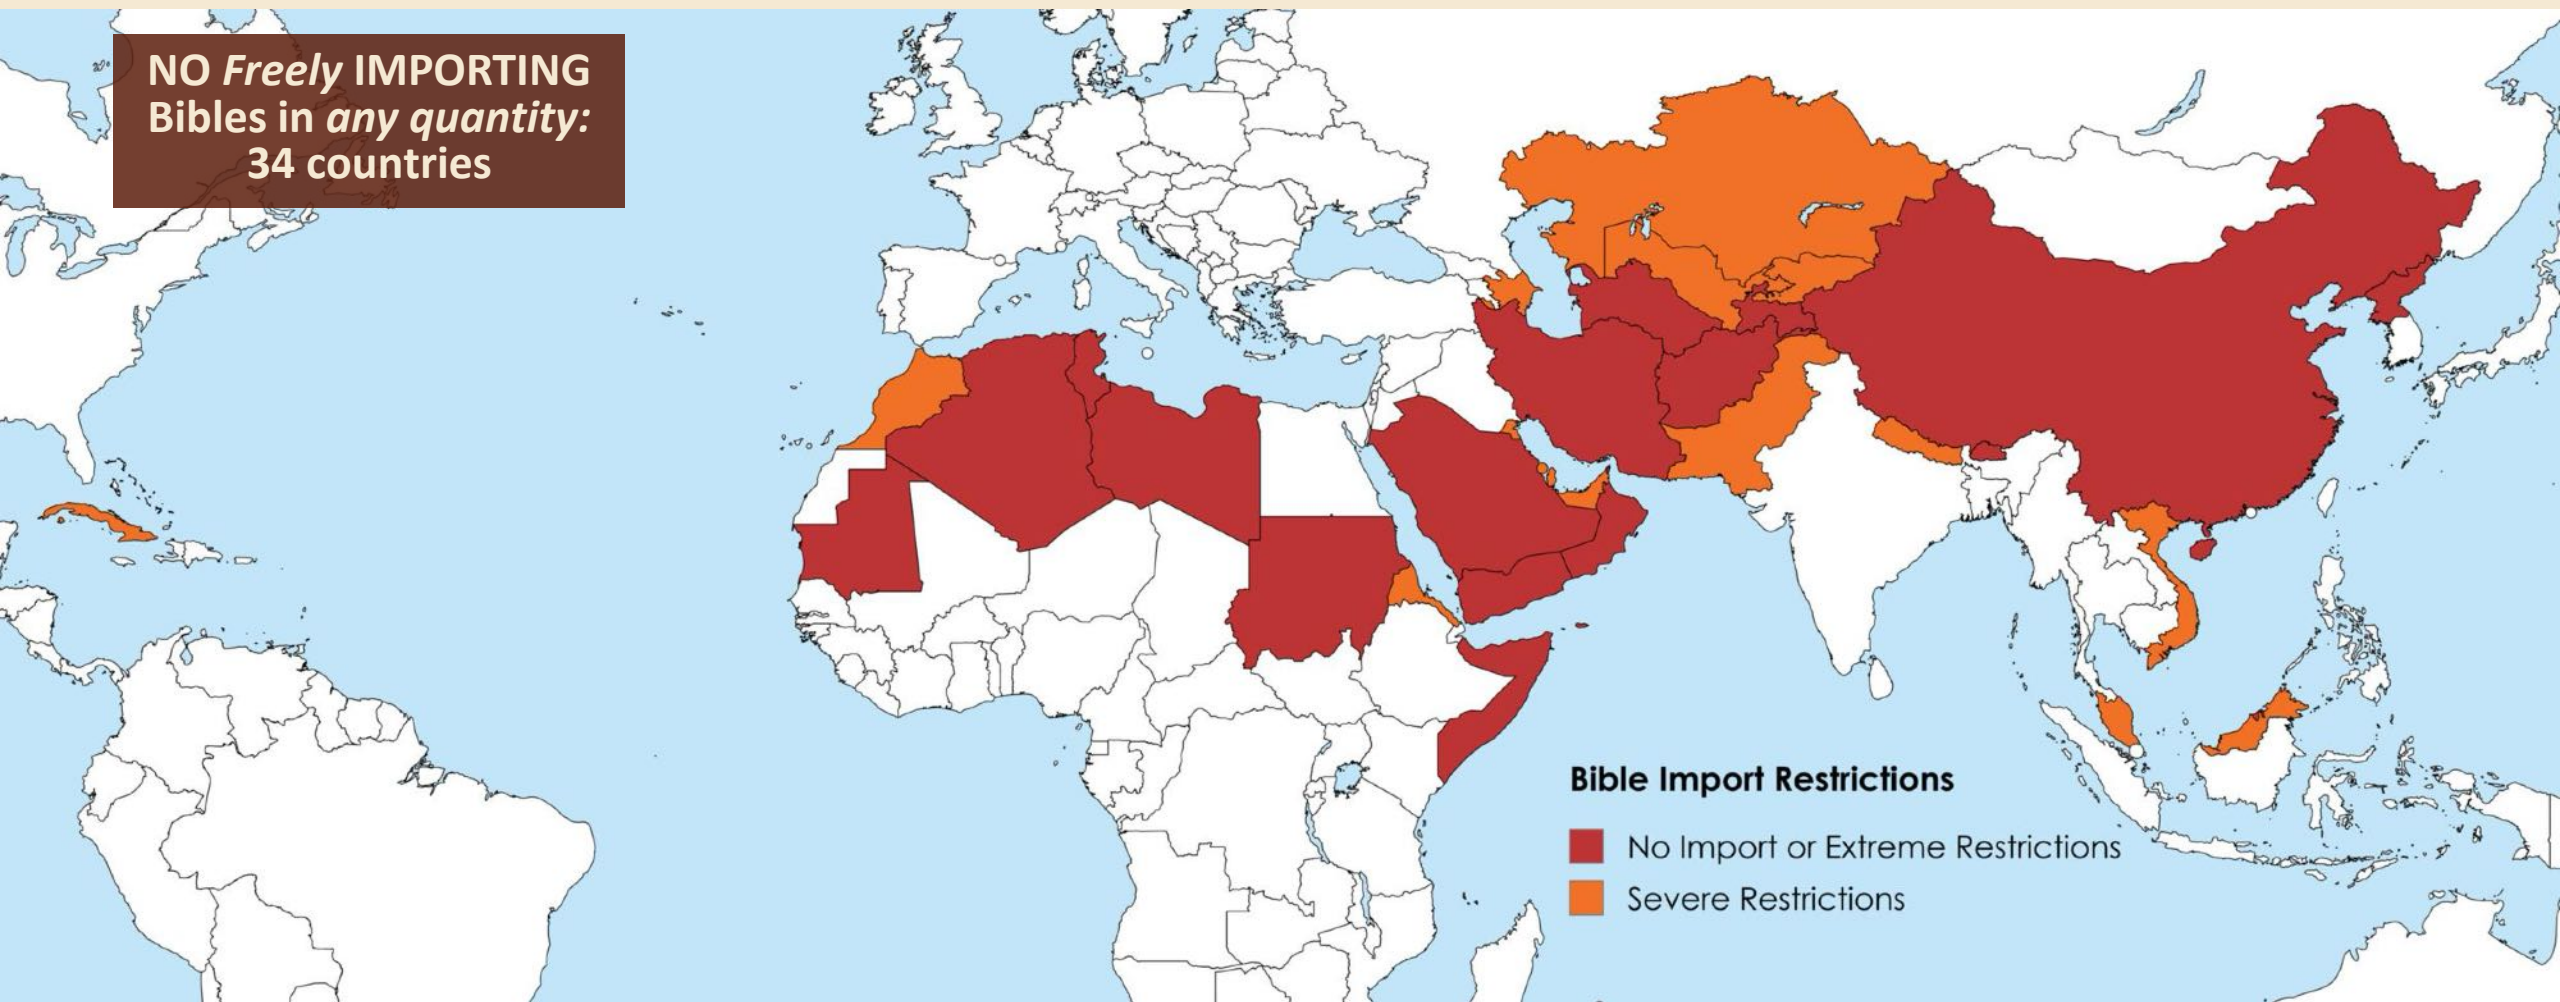 NO Freely IMPORTING
Bibles in any quantity:
34 countries
Bible Import Restrictions
No Import or Extreme Restrictions
Severe Restrictions